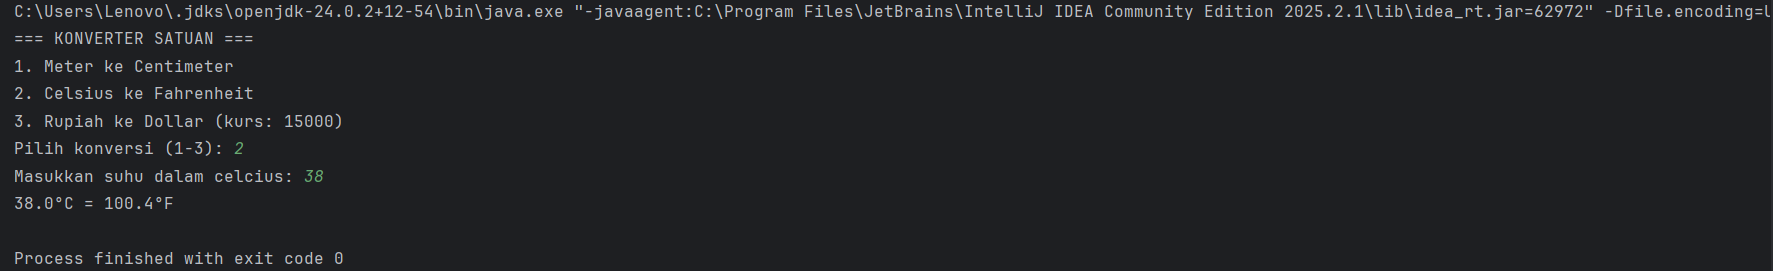 C:\Users\Lenovo\.jdks\openjdk-24.0.2+12-54\bin\java.exe "-javaagent:C:\Program Files\JetBrains\IntelliJ IDEA Community Edition 2025.2.1\lib\idea_rt.jar=62972" -Dfile.encoding=
=== KONVERTER SATUAN ===
1. Meter ke Centimeter
2. Celsius ke Fahrenheit
3. Rupiah ke Dollar (kurs: 15000)
Pilih konversi (1-3): 2
Masukkan suhu dalam celcius: 38
38.0°C = 100.4°F
Process finished with exit code 0